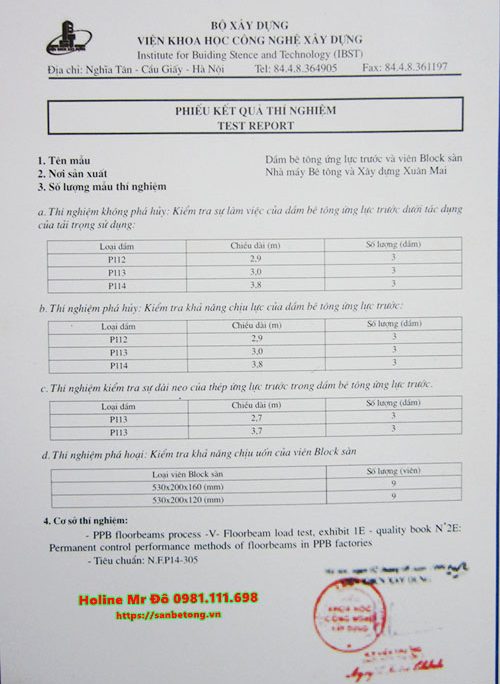 BỘ XÂY DỰNG
VIỆN KHOA HỌC CÔNG NGHỆ XÂY DỰNG
Institute for Buiding Stence and Technology (IBST)
Địa chỉ: Nghĩa Tân - Cầu Giấy - Hà Nội Tel: 84.4.8.364905 Fax: 84.4.8.361197
PHIẾU KẾT QUẢ THÍ NGHIỆM
TEST REPORT
1. Tên mẫu Dầm bê tông ứng lực trước và viên Block sàn
2. Nơi sản xuất Nhà máy Bê tông và Xây dựng Xuân Mai
3. Số lượng mẫu thí nghiệm
a. Thí nghiệm không phá hủy: Kiểm tra sự làm việc của dầm bê tông ứng lực trước dưới tác dụng
của tải trọng sử dụng:
Loại dầm Chiều dài (m) Số lượng (dầm)
P112 2,9 3
P113 3,0 3
P114 3,8 3
b. Thí nghiệm phá hủy: Kiểm tra khả năng chịu lực của dầm bê tông ứng lực trước:
Loại dầm Chiều dài (m) Số lượng (dầm)
P112 2,9 3
P113 3,0 3
P114 3,8 3
c. Thí nghiệm kiểm tra sự dài neo của thép ứng lực trước trong dầm bê tông ứng lực trước.
Loại dầm Chiều dài (m) Số lượng (dầm)
P113 2,7 3
P113 3,7 3
d. Thí nghiệm phá hoại: Kiểm tra khả năng chịu uốn của viên Block sàn
Loại viên Block sàn Số lượng (viên)
530x200x160 (mm) 9
530x200x120 (mm) 9
4. Cơ sở thí nghiệm:
- PPB floorbeams process -V- Floorbeam load test, exhibit 1E - quality book N°2E:
Permanent control performance methods of floorbeams in PPB factories
- Tiêu chuẩn: N.F.P14-305
XÂY DỰNG
KHOA HỌC
CÔNG NGHỆ
XÂY DỰNG
Holine Mr Đô 0981.111.698
https://sanbetong.vn